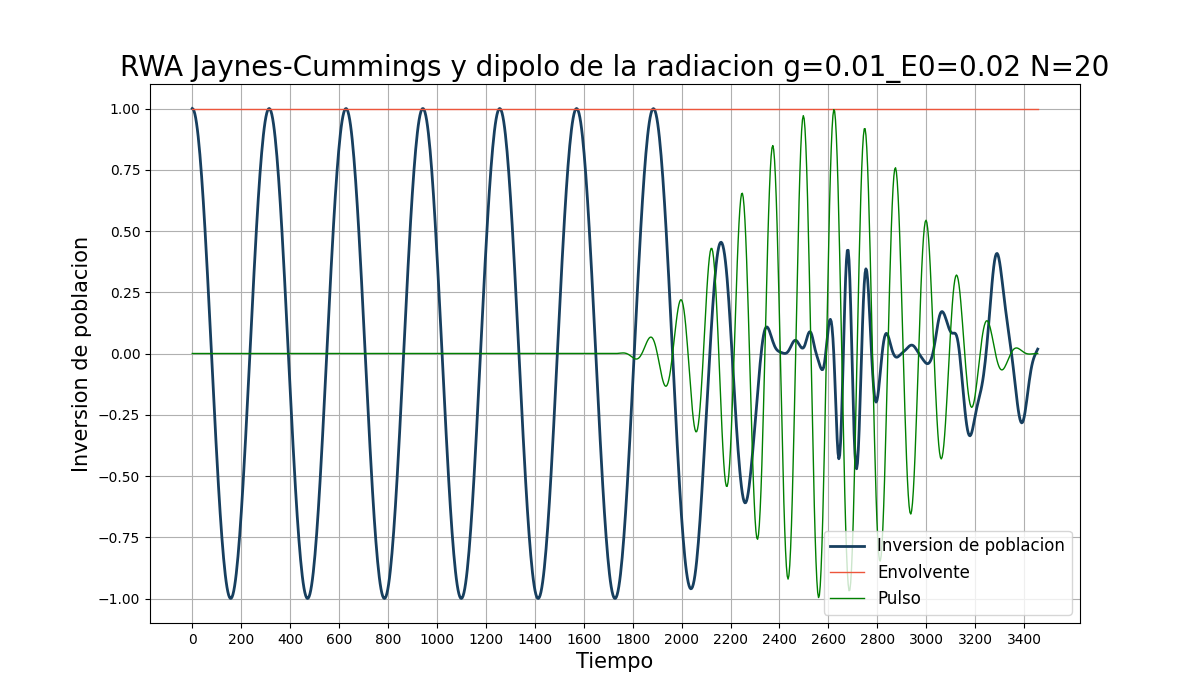 RWA Jaynes-Cummings y dipolo de la radiacion g=0.01_E0=0.02 N=20
Inversion de poblacion
1.00
0.75
0.50
0.25
0.00
−0.25
−0.50
−0.75
−1.00
Inversion de poblacion
Envolvente
Pulso
0 200 400 600 800 1000 1200 1400 1600 1800 2000 2200 2400 2600 2800 3000 3200 3400
Tiempo